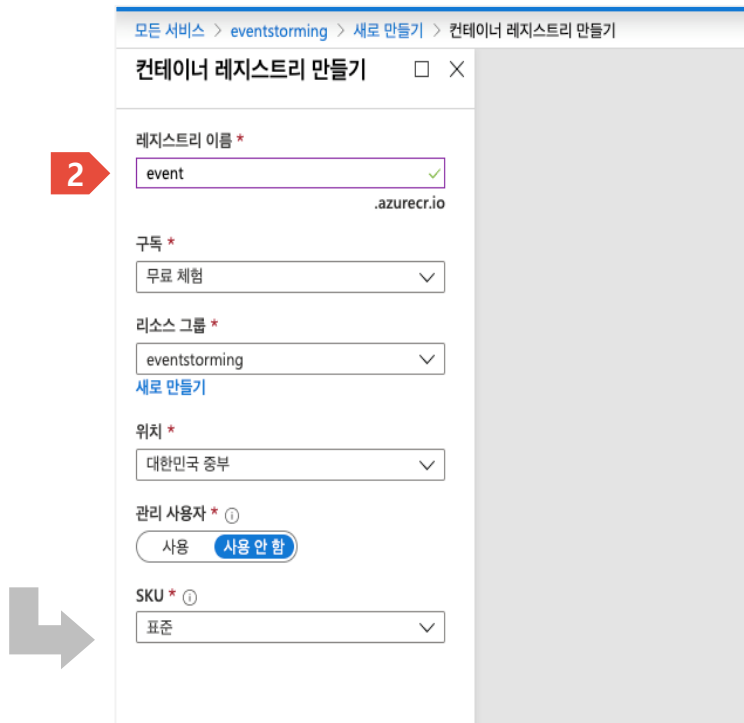 모든 서비스 > eventstorming > 새로 만들기 > 컨테이너 레지스트리 만들기
컨테이너 레지스트리 만들기
레지스트리 이름 *
2
event
.azurecr.io
구독 *
무료 체험
리소스 그룹 *
eventstorming
새로 만들기
위치 *
대한민국 중부
관리 사용자 *
사용 사용 안 함
SKU *
표준